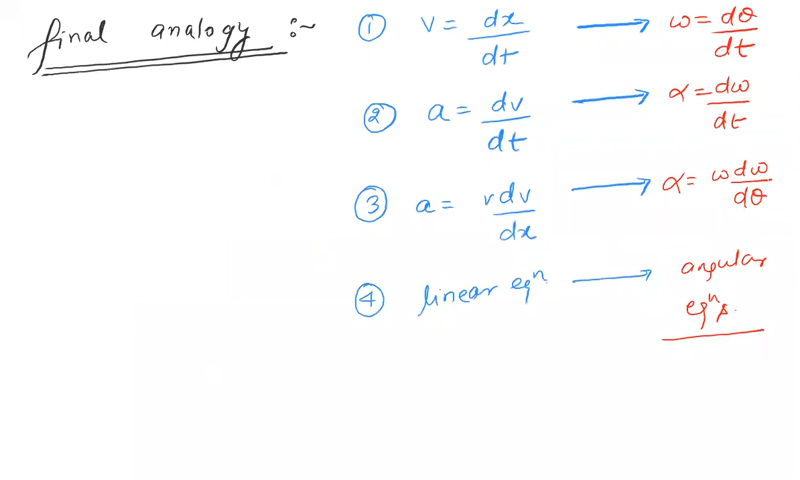 final analogy :~
① v = dx/dt ⟶ ω = dθ/dt
② a = dv/dt ⟶ α = dω/dt
③ a = vdv/dx ⟶ α = ωdω/dθ
④ linear eqⁿ ⟶ angular
eqⁿs.